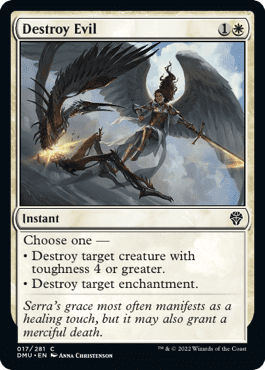 Destroy Evil 1
Instant
Choose one —
• Destroy target creature with
toughness 4 or greater.
• Destroy target enchantment.
Serra's grace most often manifests as a
healing touch, but it may also grant a
merciful death.
017/281 C
DMU • EN Anna Christenson
™ & © 2022 Wizards of the Coast